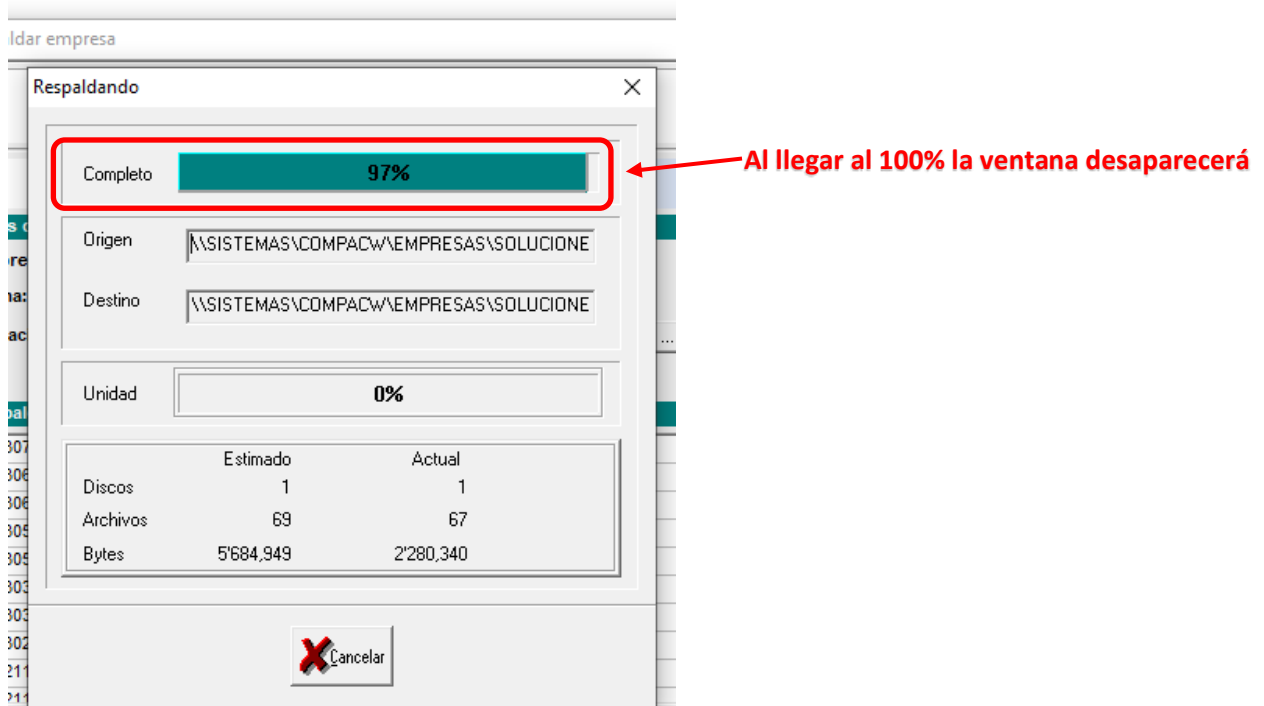 ldar empresa
Respaldando
Completo 97%
Al llegar al 100% la ventana desaparecerá
Origen \\SISTEMAS\COMPACW\EMPRESAS\SOLUCIONE
Destino \\SISTEMAS\COMPACW\EMPRESAS\SOLUCIONE
...
Unidad 0%
Estimado Actual
Discos 1 1
Archivos 69 67
Bytes 5'684,949 2'280,340
Cancelar